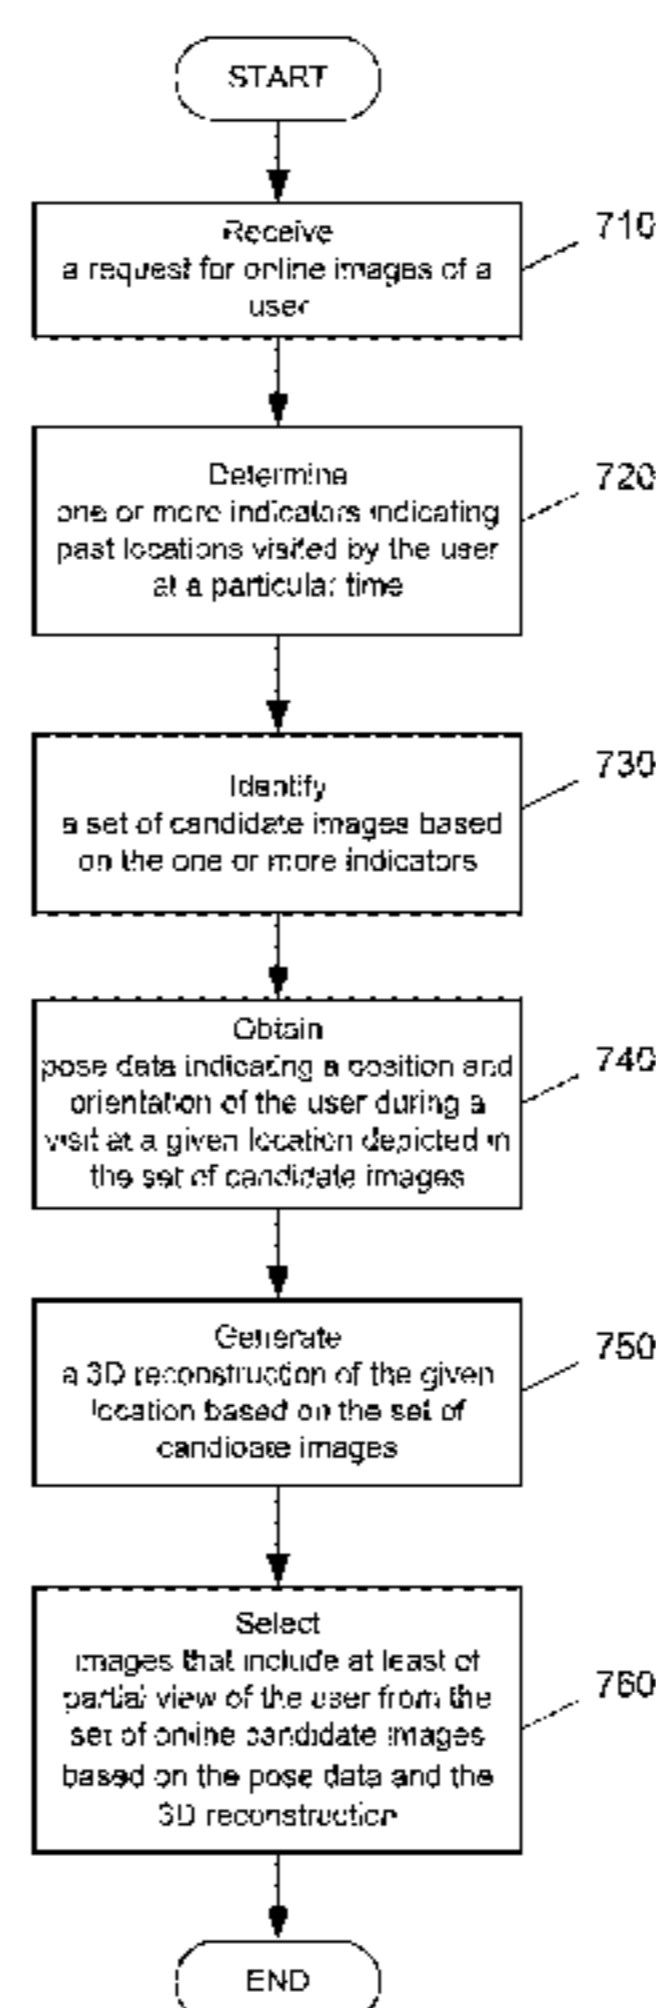 START
Receive
a request for online images of a
user
710
Determine
one or more indicators indicating
past locations visited by the user
at a particular time
720
Identify
a set of candidate images based
on the one or more indicators
730
Obtain
pose data indicating a position and
orientation of the user during a
visit at a given location depicted in
the set of candidate images
740
Generate
a 3D reconstruction of the given
location based on the set of
candidate images
750
Select
images that include at least of
partial view of the user from the
set of online candidate images
based on the pose data and the
3D reconstruction
760
END